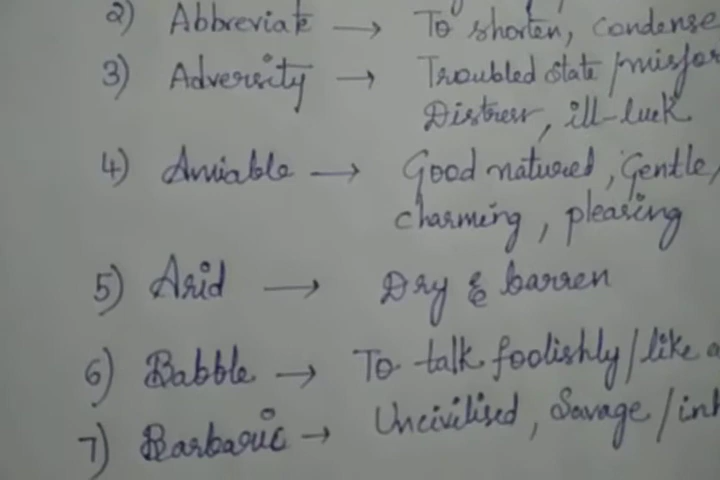 2) Abbreviate → To shorten, condense
3) Adversity → Troubled State /misfor
Distress, ill-luck
4) Amiable → Good natured, Gentle,
charming, pleasing
5) Arid → Dry & barren
6) Babble → To talk foolishly/like a
7) Barbaric → Uncivilised, Savage/inh